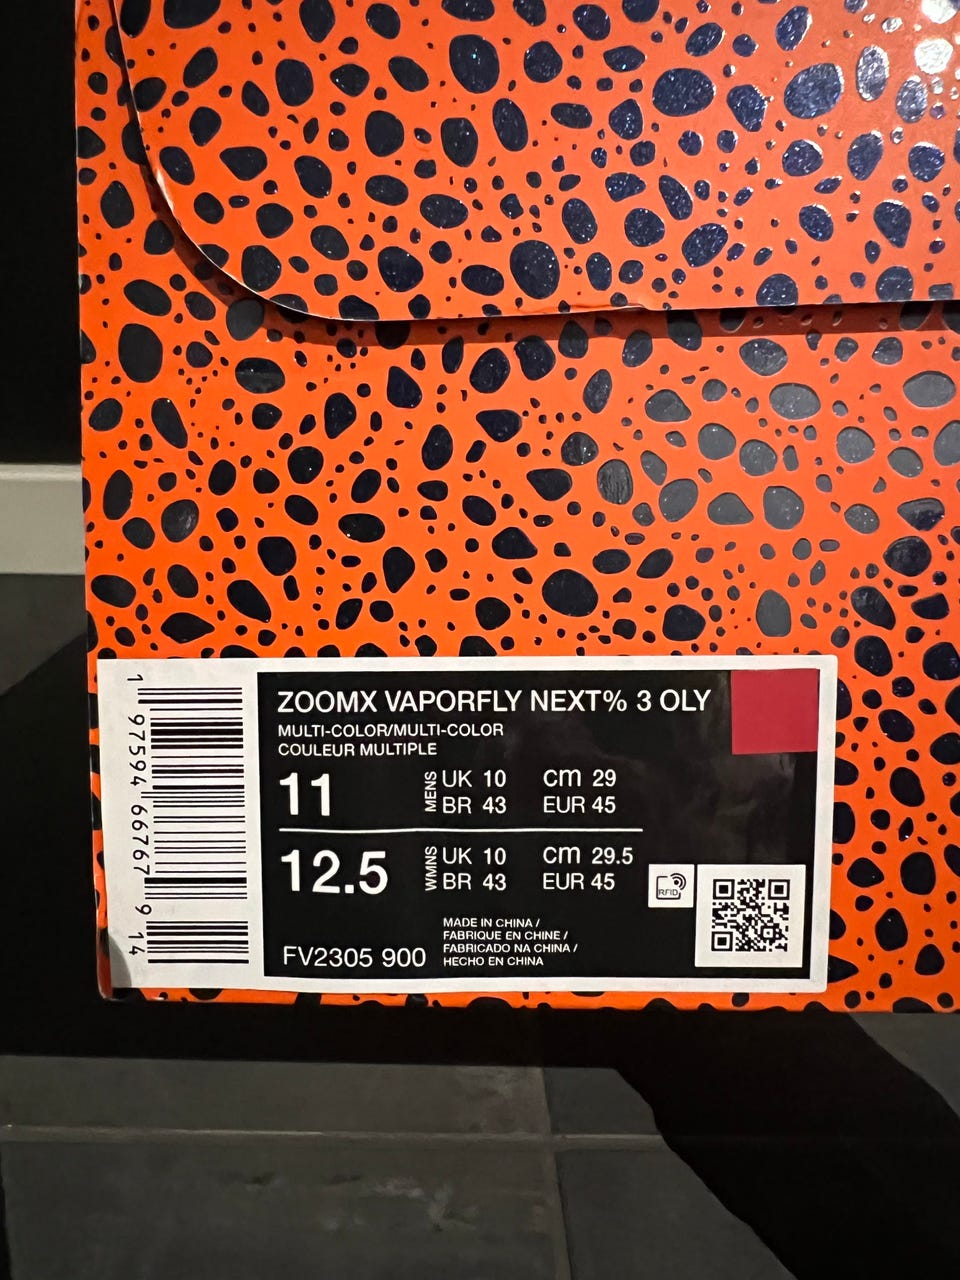 ZOOMX VAPORFLY NEXT% 3 OLY
MULTI-COLOR/MULTI-COLOR
COULEUR MULTIPLE
11
MENS
UK 10 cm 29
BR 43 EUR 45
12.5
WMNS
UK 10 cm 29.5
BR 43 EUR 45
RFID
MADE IN CHINA /
FABRIQUE EN CHINE /
FABRICADO NA CHINA /
HECHO EN CHINA
FV2305 900
1 97594 66767 9 14